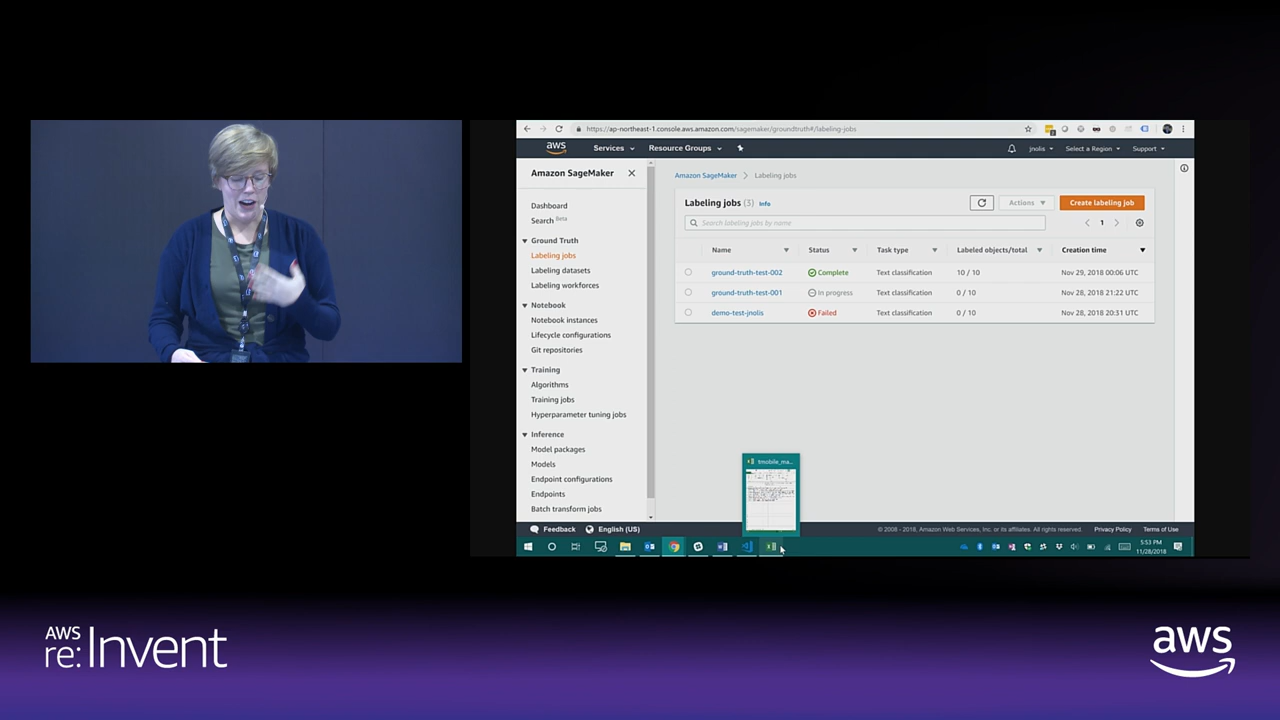 https://ap-northeast-1.console.aws.amazon.com/sagemaker/groundtruth#/labeling-jobs
aws Services Resource Groups jnolis Select a Region Support
Amazon SageMaker
Dashboard
Search Beta
Ground Truth
Labeling jobs
Labeling datasets
Labeling workforces
Notebook
Notebook instances
Lifecycle configurations
Git repositories
Training
Algorithms
Training jobs
Hyperparameter tuning jobs
Inference
Model packages
Models
Endpoint configurations
Endpoints
Batch transform jobs
Amazon SageMaker > Labeling jobs
Labeling jobs (3) Info Actions Create labeling job
Search labeling jobs by name 1
Name Status Task type Labeled objects/total Creation time
ground-truth-test-002 Complete Text classification 10 / 10 Nov 29, 2018 00:06 UTC
ground-truth-test-001 In progress Text classification 0 / 10 Nov 28, 2018 21:22 UTC
demo-test-jnolis Failed Text classification 0 / 10 Nov 28, 2018 20:31 UTC
tmobile_ma...
Feedback English (US) © 2008 - 2018, Amazon Web Services, Inc. or its affiliates. All rights reserved. Privacy Policy Terms of Use
5:53 PM
11/28/2018
AWS
re:Invent
aws